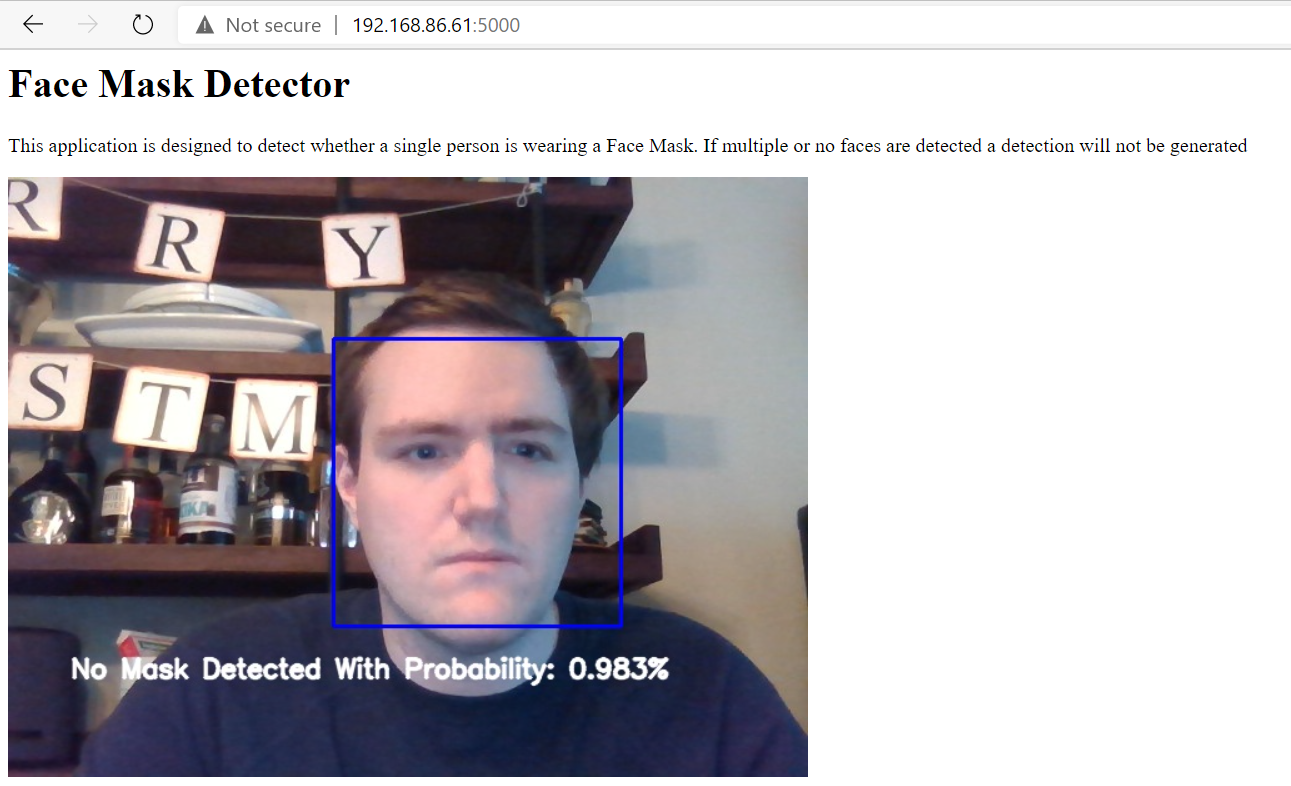 Not secure | 192.168.86.61:5000
Face Mask Detector
This application is designed to detect whether a single person is wearing a Face Mask. If multiple or no faces are detected a detection will not be generated
R R Y
S T M
No Mask Detected With Probability: 0.983%